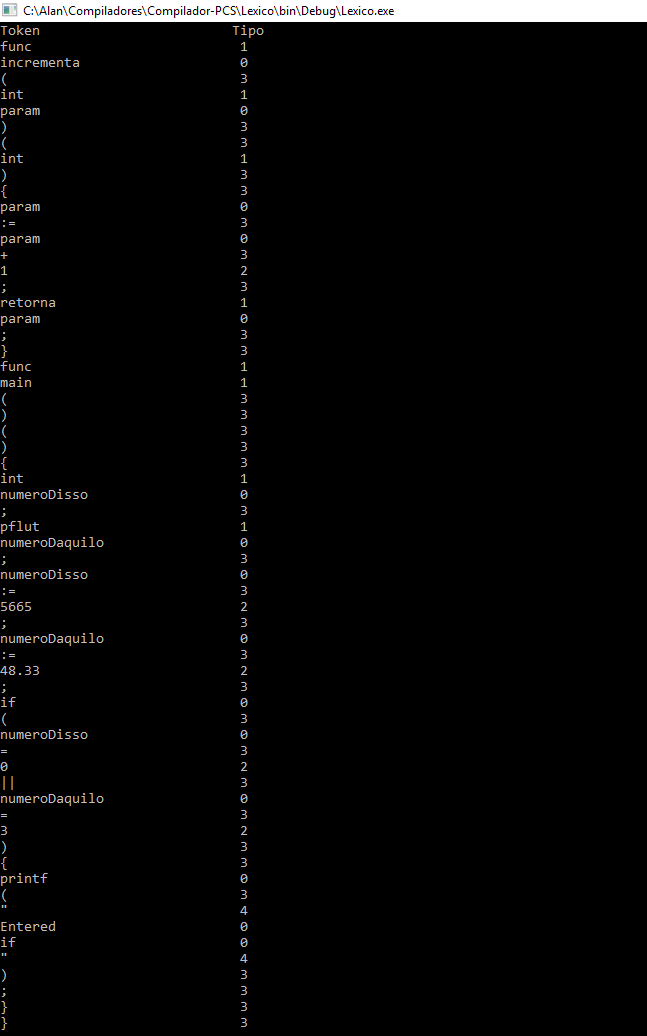 C:\Alan\Compiladores\Compilador-PCS\Lexico\bin\Debug\Lexico.exe
Token Tipo
func 1
incrementa 0
( 3
int 1
param 0
) 3
( 3
int 1
) 3
{ 3
param 0
:= 3
param 0
+ 3
1 2
; 3
retorna 1
param 0
; 3
} 3
func 1
main 1
( 3
) 3
( 3
) 3
{ 3
int 1
numeroDisso 0
; 3
pflut 1
numeroDaquilo 0
; 3
numeroDisso 0
:= 3
5665 2
; 3
numeroDaquilo 0
:= 3
48.33 2
; 3
if 0
( 3
numeroDisso 0
= 3
0 2
|| 3
numeroDaquilo 0
= 3
3 2
) 3
{ 3
printf 0
( 3
" 4
Entered 0
if 0
" 4
) 3
; 3
} 3
} 3